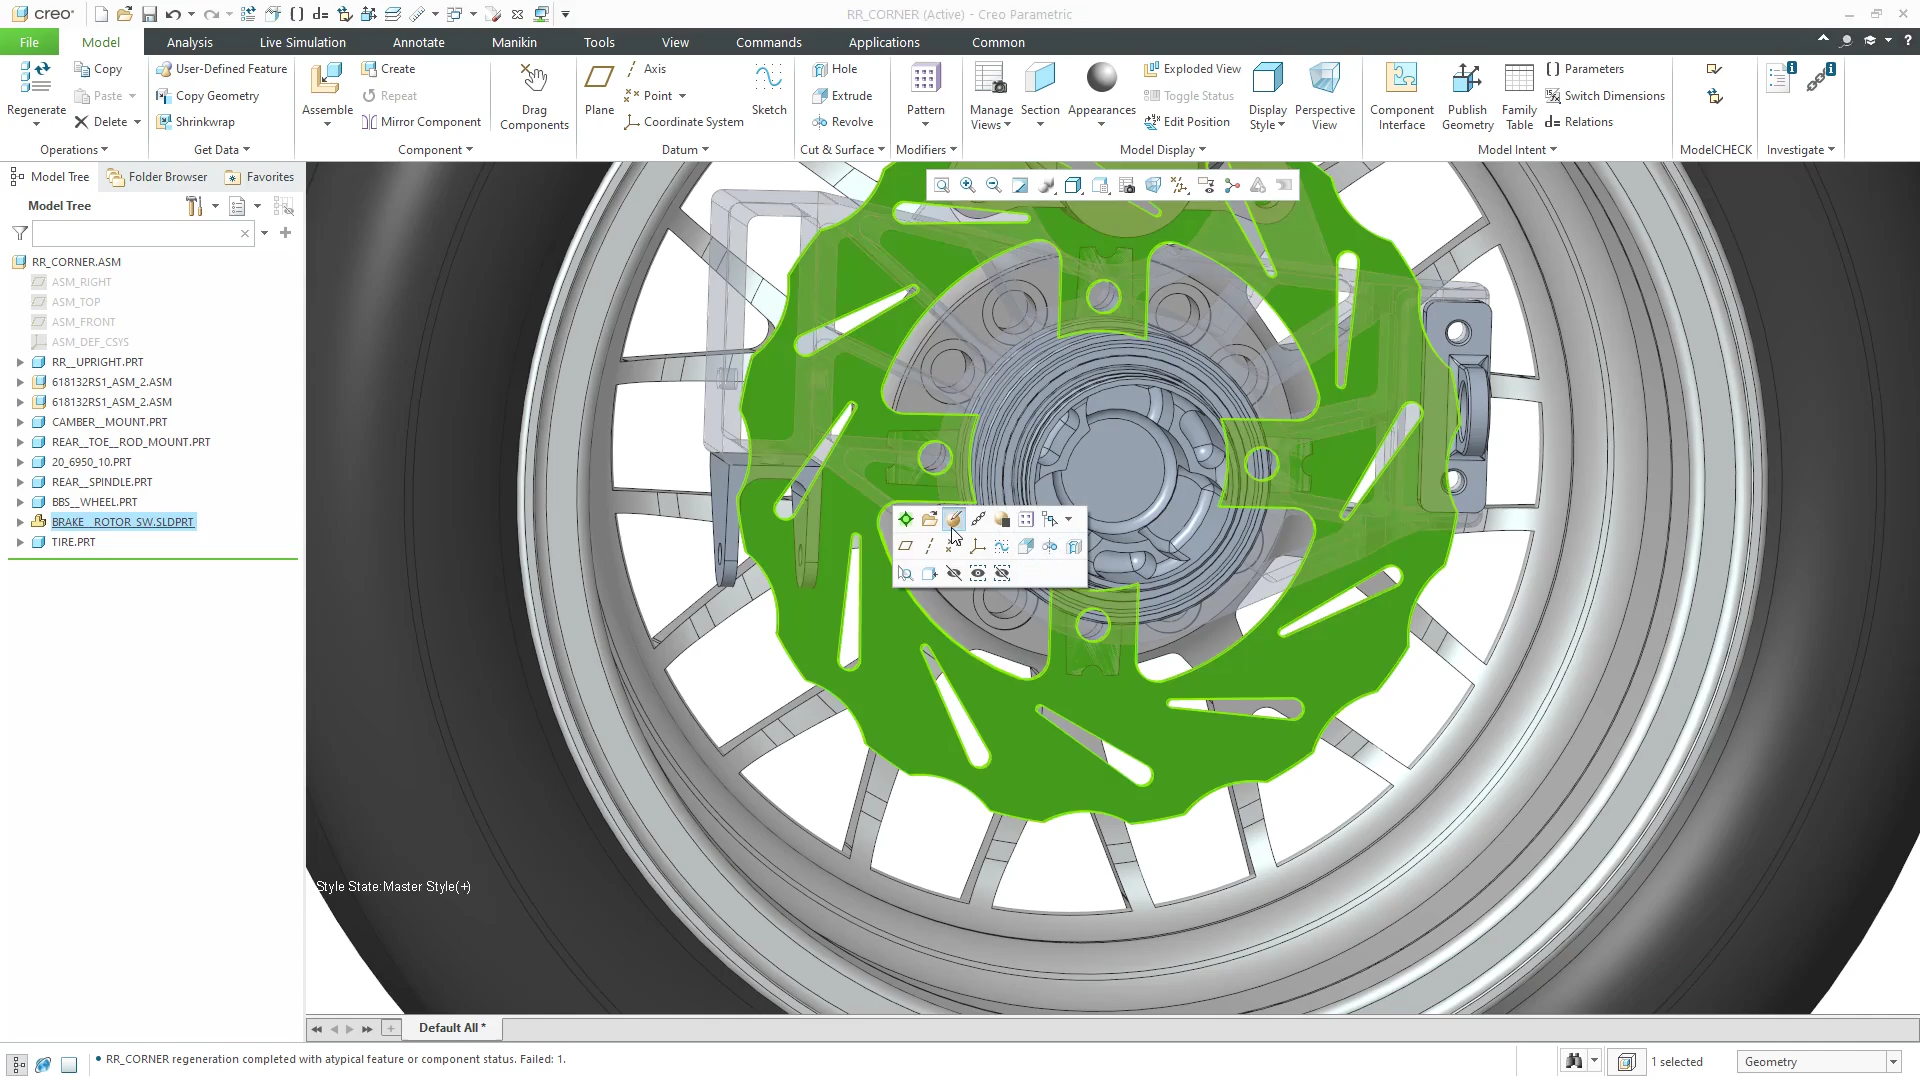 creo RR_CORNER (Active) - Creo Parametric
File Model Analysis Live Simulation Annotate Manikin Tools View Commands Applications Common
Regenerate
Copy
Paste
Delete
Operations
User-Defined Feature
Copy Geometry
Shrinkwrap
Get Data
Assemble
Create
Repeat
Mirror Component
Component
Drag
Components
Plane
Axis
Point
Coordinate System
Sketch
Datum
Hole
Extrude
Revolve
Cut & Surface
Pattern
Modifiers
Manage
Views
Section
Appearances
Exploded View
Toggle Status
Edit Position
Display
Style
Perspective
View
Model Display
Component
Interface
Publish
Geometry
Family
Table
Parameters
Switch Dimensions
d= Relations
Model Intent
ModelCHECK
Investigate
Model Tree Folder Browser Favorites
Model Tree
RR_CORNER.ASM
ASM_RIGHT
ASM_TOP
ASM_FRONT
ASM_DEF_CSYS
RR__UPRIGHT.PRT
618132RS1_ASM_2.ASM
618132RS1_ASM_2.ASM
CAMBER__MOUNT.PRT
REAR__TOE__ROD_MOUNT.PRT
20_6950_10.PRT
REAR__SPINDLE.PRT
BBS__WHEEL.PRT
BRAKE__ROTOR_SW.SLDPRT
TIRE.PRT
Style State:Master Style(+)
Default All *
• RR_CORNER regeneration completed with atypical feature or component status. Failed: 1.
1 selected
Geometry